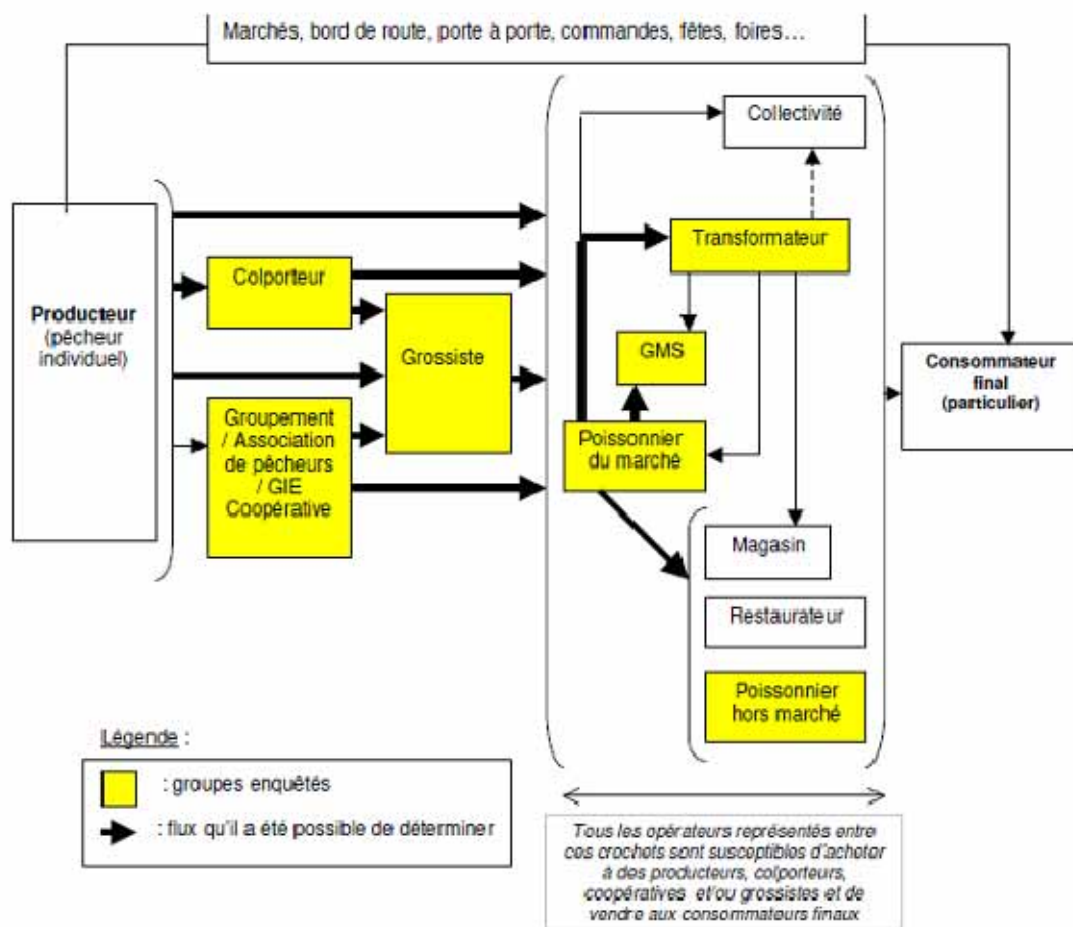 Marchés, bord de route, porte à porte, commandes, fêtes, foires…
Collectivité
Transformateur
Colporteur
Producteur
(pêcheur
individuel)
Grossiste
GMS
Consommateur
final
(particulier)
Groupement
/ Association
de pêcheurs
/ GIE
Coopérative
Poissonnier
du marché
Magasin
Restaurateur
Poissonnier
hors marché
Légende :
: groupes enquêtés
: flux qu'il a été possible de déterminer
Tous les opérateurs représentés entre
ces crochets sont susceptibles d'acheter
à des producteurs, colporteurs,
coopératives et/ou grossistes et de
vendre aux consommateurs finaux